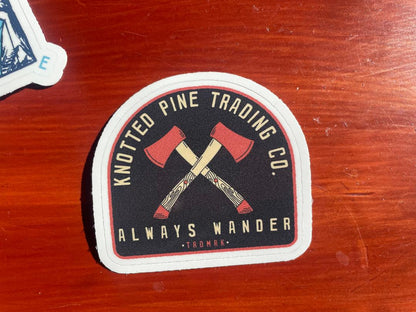 E
KNOTTED PINE TRADING CO.
ALWAYS WANDER
• TRDMRK •